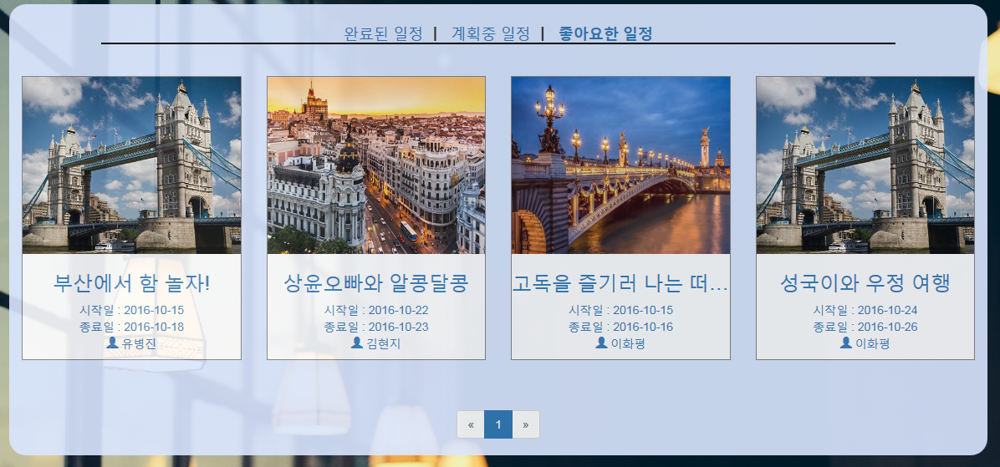 완료된 일정 | 계획중 일정 | 좋아요한 일정
부산에서 함 놀자!
시작일 : 2016-10-15
종료일 : 2016-10-18
유병진
상윤오빠와 알콩달콩
시작일 : 2016-10-22
종료일 : 2016-10-23
김현지
고독을 즐기러 나는 떠...
시작일 : 2016-10-15
종료일 : 2016-10-16
이화평
성국이와 우정 여행
시작일 : 2016-10-24
종료일 : 2016-10-26
이화평
« 1 »